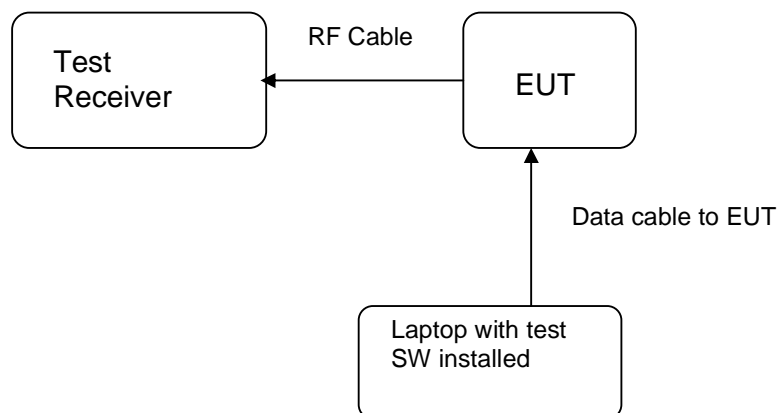 RF Cable
Test
Receiver
EUT
Data cable to EUT
Laptop with test
SW installed